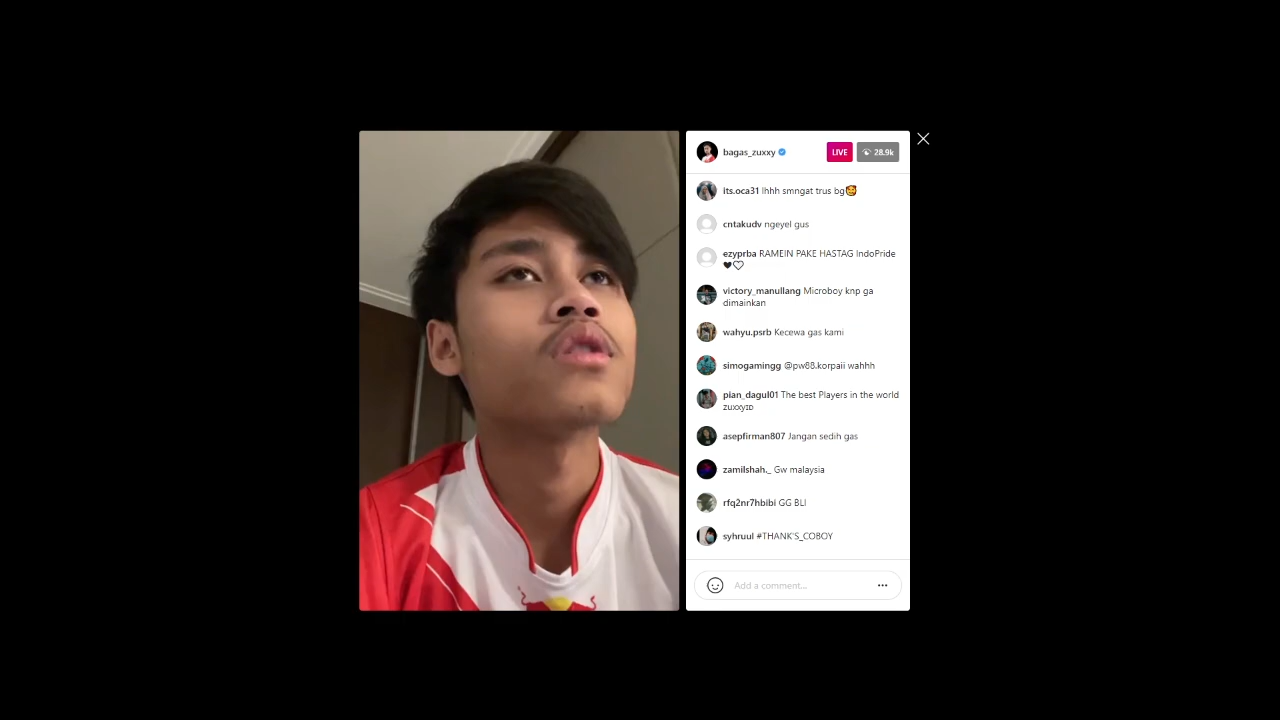 bagas_zuxxy
LIVE
28.9k
its.oca31 Ihhh smngat trus bg🥰
cntakudv ngeyel gus
ezyprba RAMEIN PAKE HASTAG IndoPride
🖤🤍
victory_manullang Microboy knp ga
dimainkan
wahyu.psrb Kecewa gas kami
simogamingg @pw88.korpaii wahhh
pian_dagul01 The best Players in the world
zuxxyɪᴅ
asepfirman807 Jangan sedih gas
zamilshah._ Gw malaysia
rfq2nr7hbibi GG BLI
syhruul #THANK'S_COBOY
Add a comment...